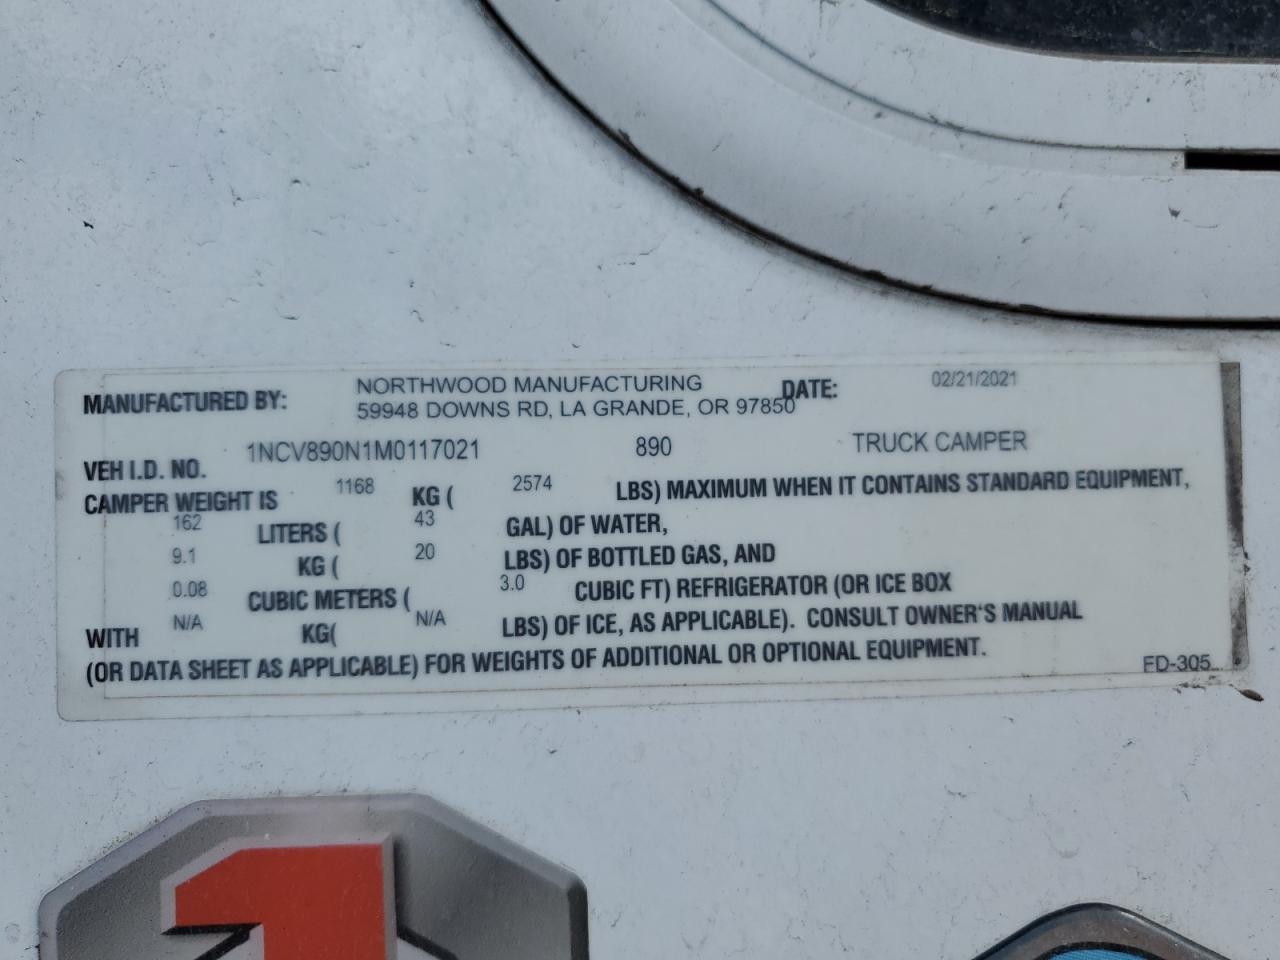 MANUFACTURED BY: NORTHWOOD MANUFACTURING DATE: 02/21/2021
59948 DOWNS RD, LA GRANDE, OR 97850
VEH I.D. NO. 1NCV890N1M0117021 890 TRUCK CAMPER
CAMPER WEIGHT IS 1168 KG ( 2574 LBS) MAXIMUM WHEN IT CONTAINS STANDARD EQUIPMENT,
162 LITERS ( 43 GAL) OF WATER,
9.1 KG ( 20 LBS) OF BOTTLED GAS, AND
0.08 CUBIC METERS ( 3.0 CUBIC FT) REFRIGERATOR (OR ICE BOX
WITH N/A KG( N/A LBS) OF ICE, AS APPLICABLE). CONSULT OWNER'S MANUAL
(OR DATA SHEET AS APPLICABLE) FOR WEIGHTS OF ADDITIONAL OR OPTIONAL EQUIPMENT.
FD-305
1